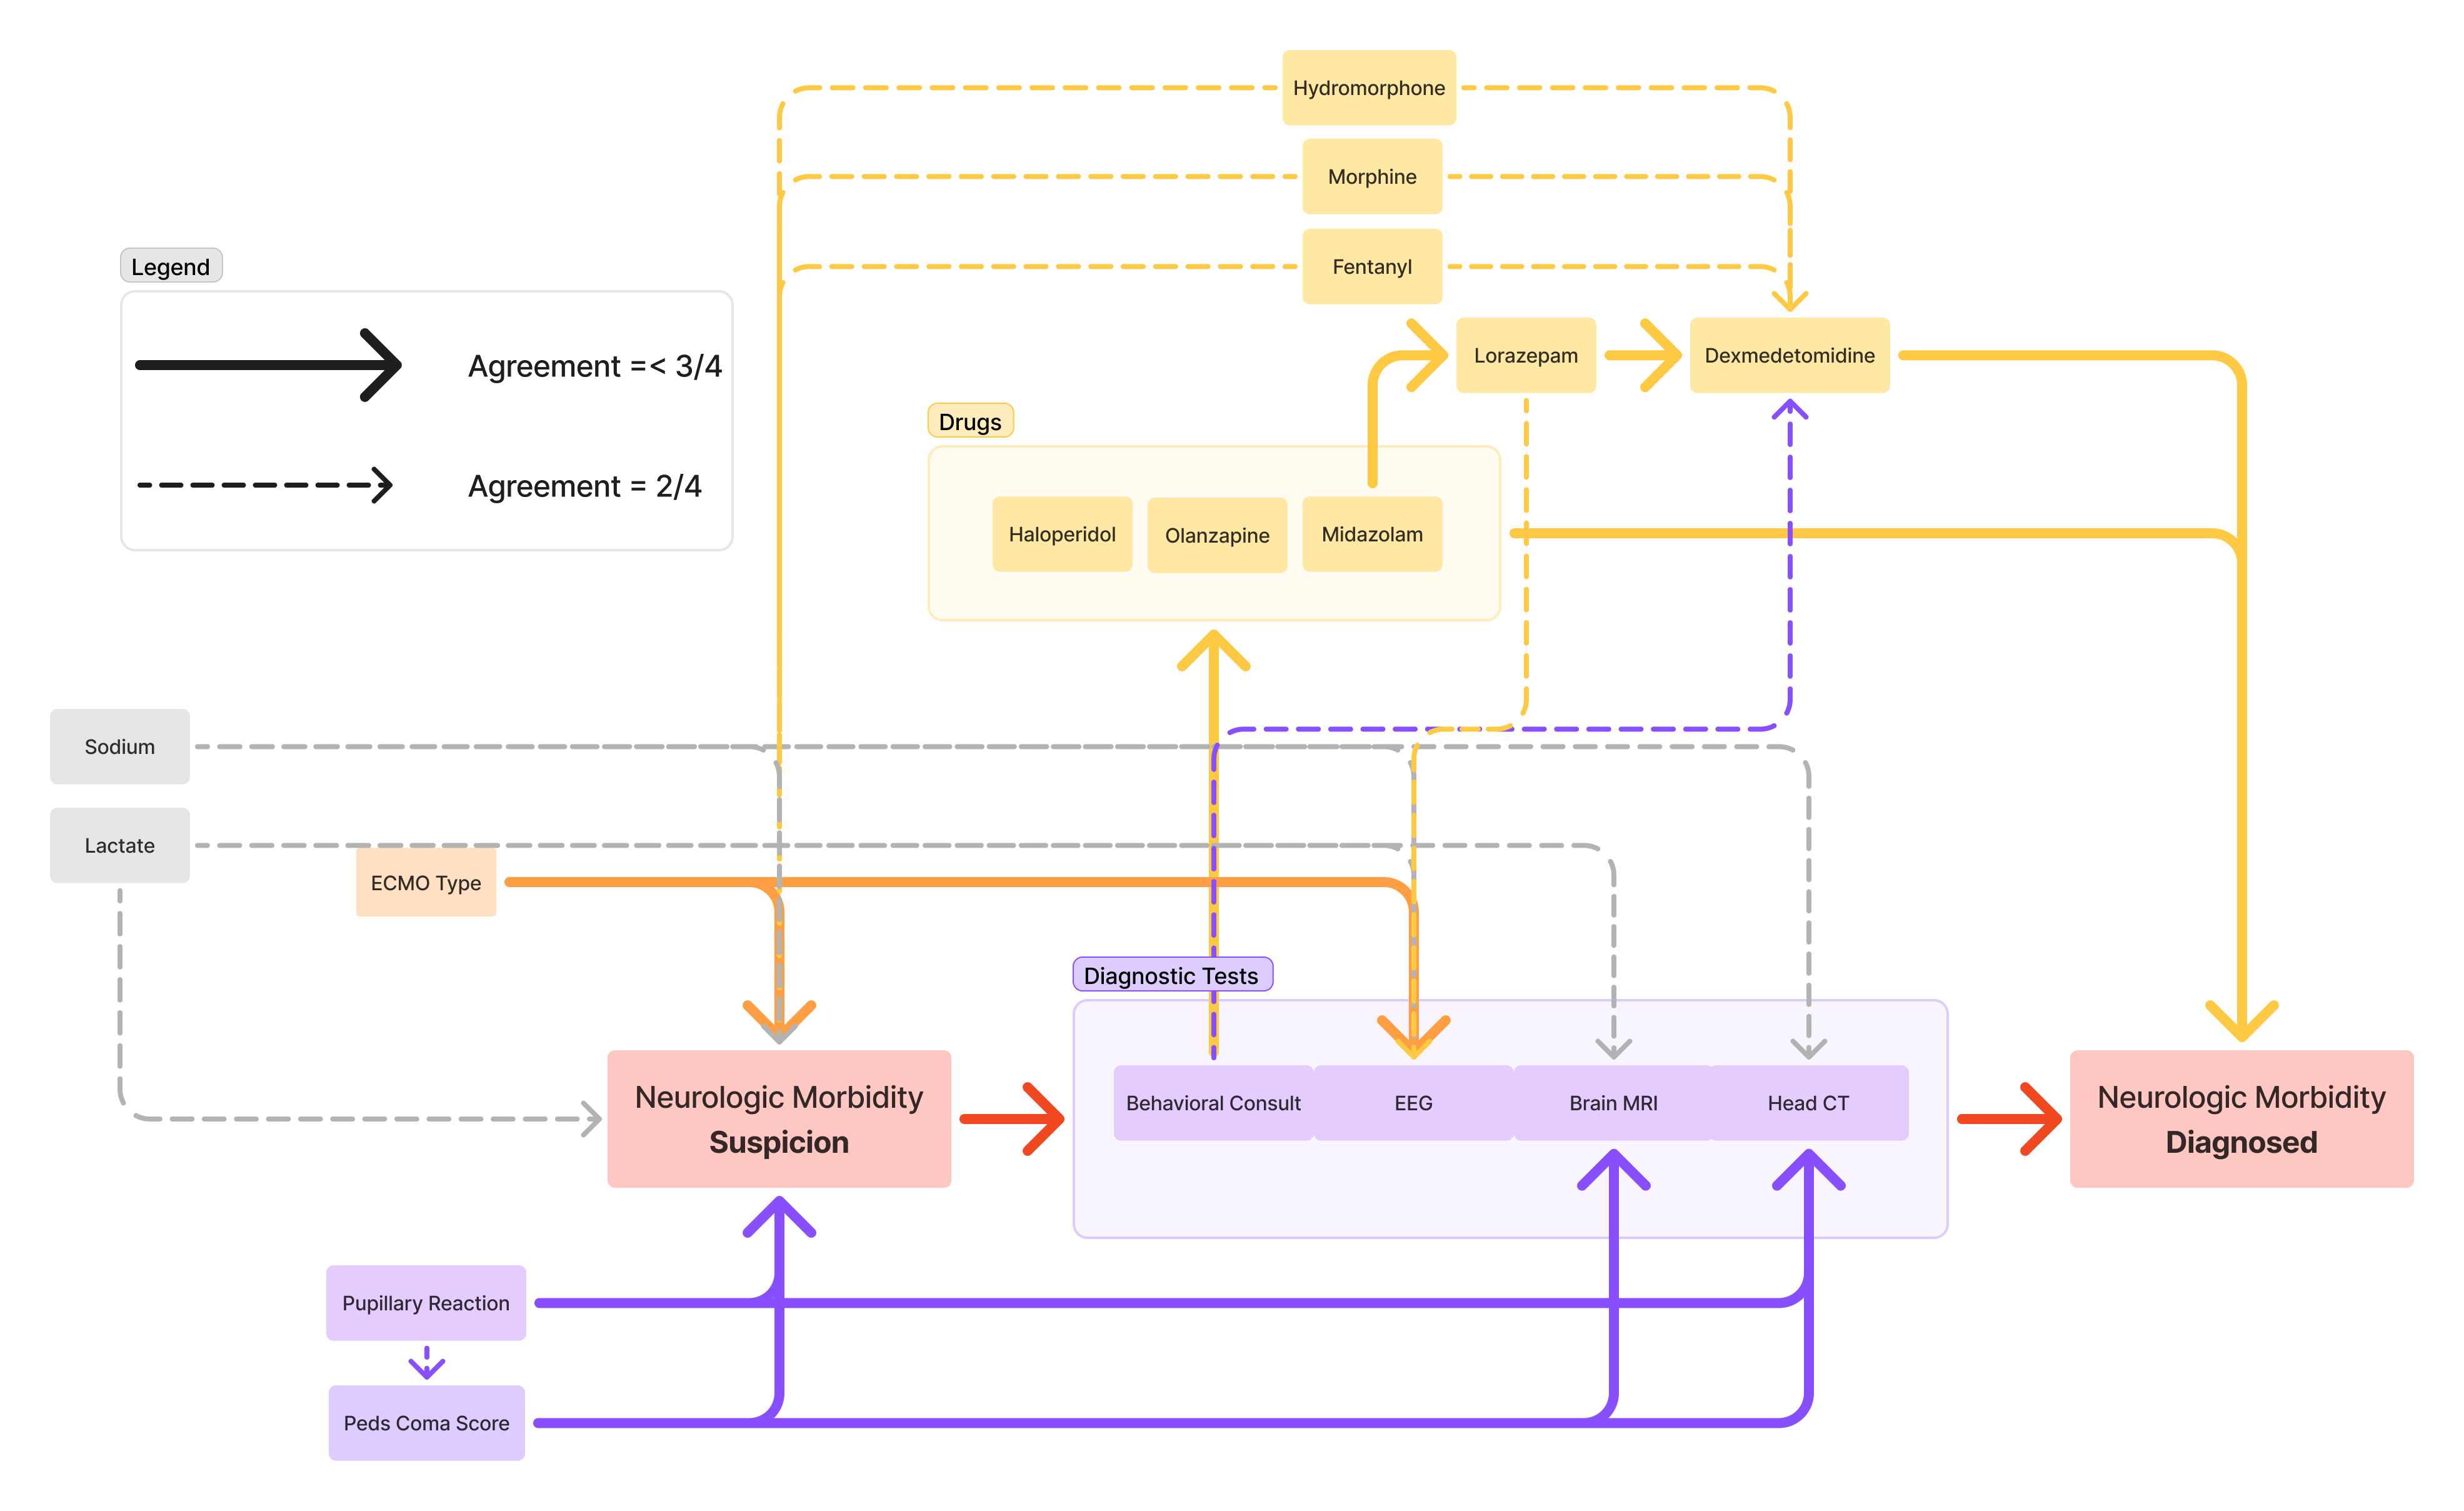 Hydromorphone
Morphine
Fentanyl
Legend
Agreement =< 3/4
Agreement = 2/4
Lorazepam
Dexmedetomidine
Drugs
Haloperidol
Olanzapine
Midazolam
Sodium
Lactate
ECMO Type
Diagnostic Tests
Neurologic Morbidity
Suspicion
Behavioral Consult
EEG
Brain MRI
Head CT
Neurologic Morbidity
Diagnosed
Pupillary Reaction
Peds Coma Score